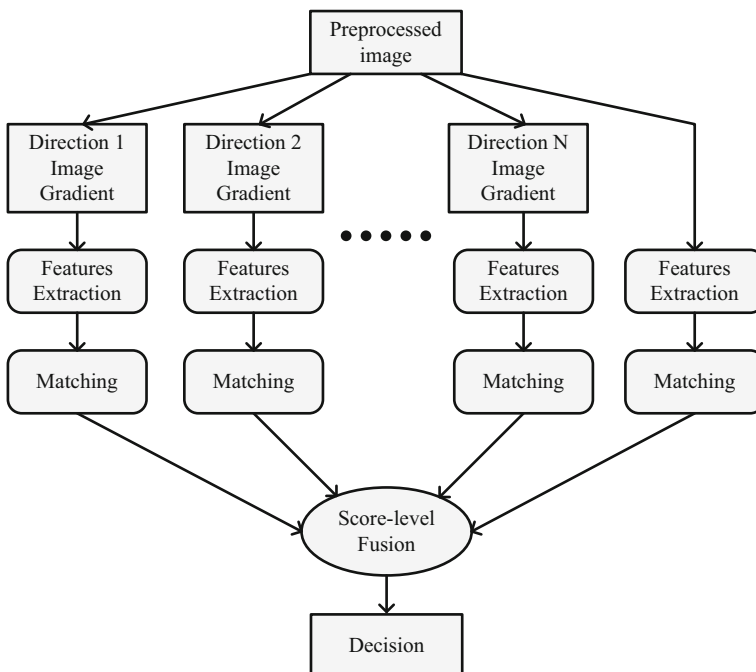 Preprocessed
image
Direction 1
Image
Gradient
Direction 2
Image
Gradient
Direction N
Image
Gradient
Features
Extraction
Features
Extraction
Features
Extraction
Features
Extraction
Matching
Matching
Matching
Matching
Score-level
Fusion
Decision